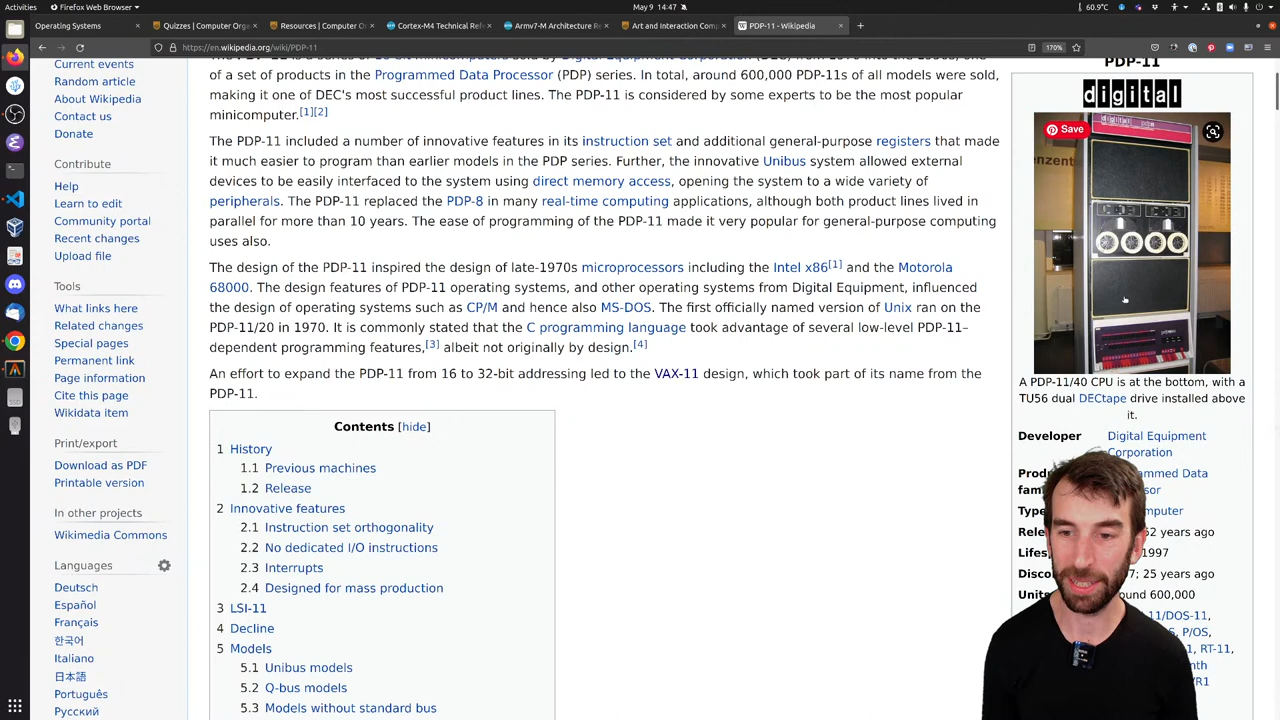 Activities
Firefox Web Browser
May 9 14:47
60.9°C
Operating Systems
Quizzes | Computer Orga
Resources | Computer O
Cortex-M4 Technical Refe
Armv7-M Architecture Re
Art and Interaction Comp
PDP-11 - Wikipedia
https://en.wikipedia.org/wiki/PDP-11
170%
Current events
Random article
About Wikipedia
Contact us
Donate
Contribute
Help
Learn to edit
Community portal
Recent changes
Upload file
Tools
What links here
Related changes
Special pages
Permanent link
Page information
Cite this page
Wikidata item
Print/export
Download as PDF
Printable version
In other projects
Wikimedia Commons
Languages
Deutsch
Español
Français
한국어
Italiano
日本語
Português
Русский
of a set of products in the Programmed Data Processor (PDP) series. In total, around 600,000 PDP-11s of all models were sold,
making it one of DEC's most successful product lines. The PDP-11 is considered by some experts to be the most popular
minicomputer.[1][2]
The PDP-11 included a number of innovative features in its instruction set and additional general-purpose registers that made
it much easier to program than earlier models in the PDP series. Further, the innovative Unibus system allowed external
devices to be easily interfaced to the system using direct memory access, opening the system to a wide variety of
peripherals. The PDP-11 replaced the PDP-8 in many real-time computing applications, although both product lines lived in
parallel for more than 10 years. The ease of programming of the PDP-11 made it very popular for general-purpose computing
uses also.
The design of the PDP-11 inspired the design of late-1970s microprocessors including the Intel x86[1] and the Motorola
68000. The design features of PDP-11 operating systems, and other operating systems from Digital Equipment, influenced
the design of operating systems such as CP/M and hence also MS-DOS. The first officially named version of Unix ran on the
PDP-11/20 in 1970. It is commonly stated that the C programming language took advantage of several low-level PDP-11–
dependent programming features,[3] albeit not originally by design.[4]
An effort to expand the PDP-11 from 16 to 32-bit addressing led to the VAX-11 design, which took part of its name from the
PDP-11.
Contents [hide]
1 History
1.1 Previous machines
1.2 Release
2 Innovative features
2.1 Instruction set orthogonality
2.2 No dedicated I/O instructions
2.3 Interrupts
2.4 Designed for mass production
3 LSI-11
4 Decline
5 Models
5.1 Unibus models
5.2 Q-bus models
5.3 Models without standard bus
PDP-11
digital
Save
digital
A PDP-11/40 CPU is at the bottom, with a
TU56 dual DECtape drive installed above
it.
Developer Digital Equipment
Corporation
Data
Type
52 years ago
1997
25 years ago
600,000
11/DOS-11,
P/OS,
RT-11,